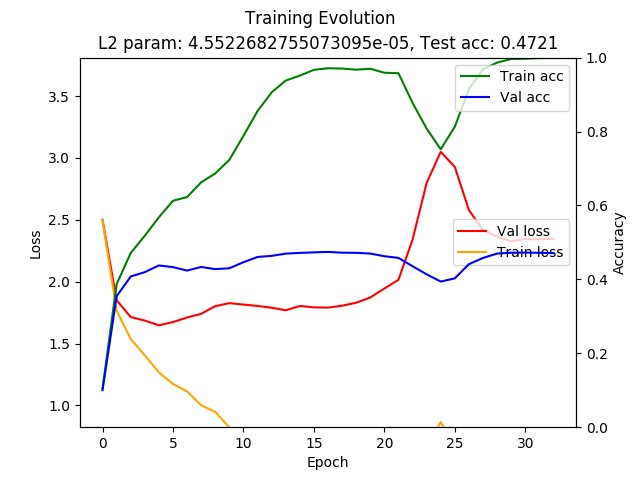 Training Evolution
L2 param: 4.5522682755073095e-05, Test acc: 0.4721
Train acc
Val acc
Val loss
Train loss
Loss
3.5
3.0
2.5
2.0
1.5
1.0
Accuracy
1.0
0.8
0.6
0.4
0.2
0.0
0
5
10
15
20
25
30
Epoch